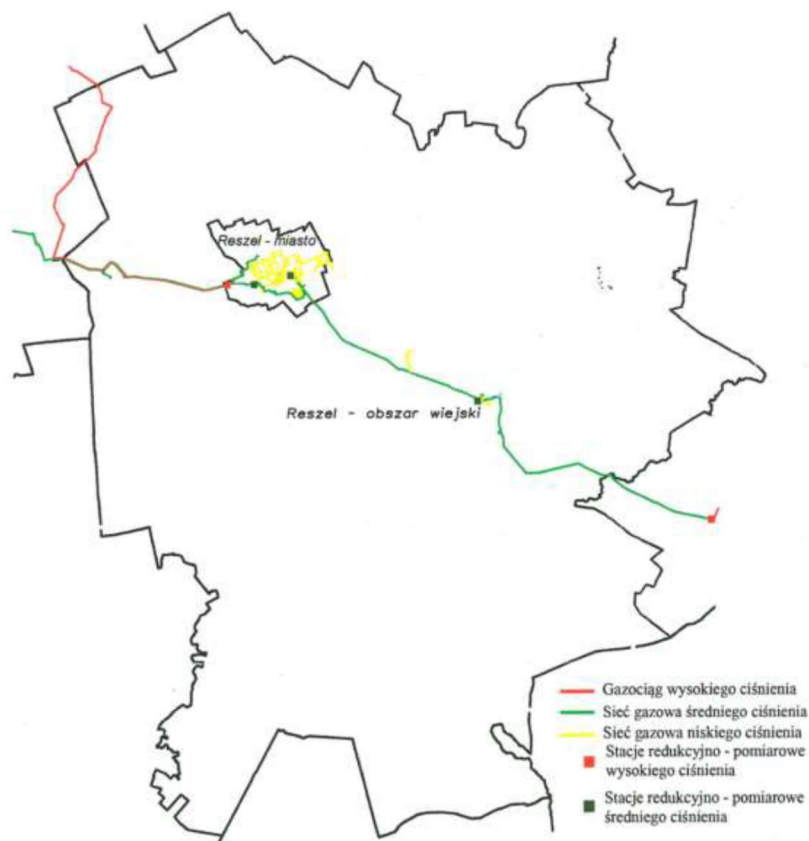 Reszel - miasto
Reszel - obszar wiejski
Gazociąg wysokiego ciśnienia
Sieć gazowa średniego ciśnienia
Sieć gazowa niskiego ciśnienia
Stacje redukcyjno - pomiarowe
wysokiego ciśnienia
Stacje redukcyjno - pomiarowe
średniego ciśnienia